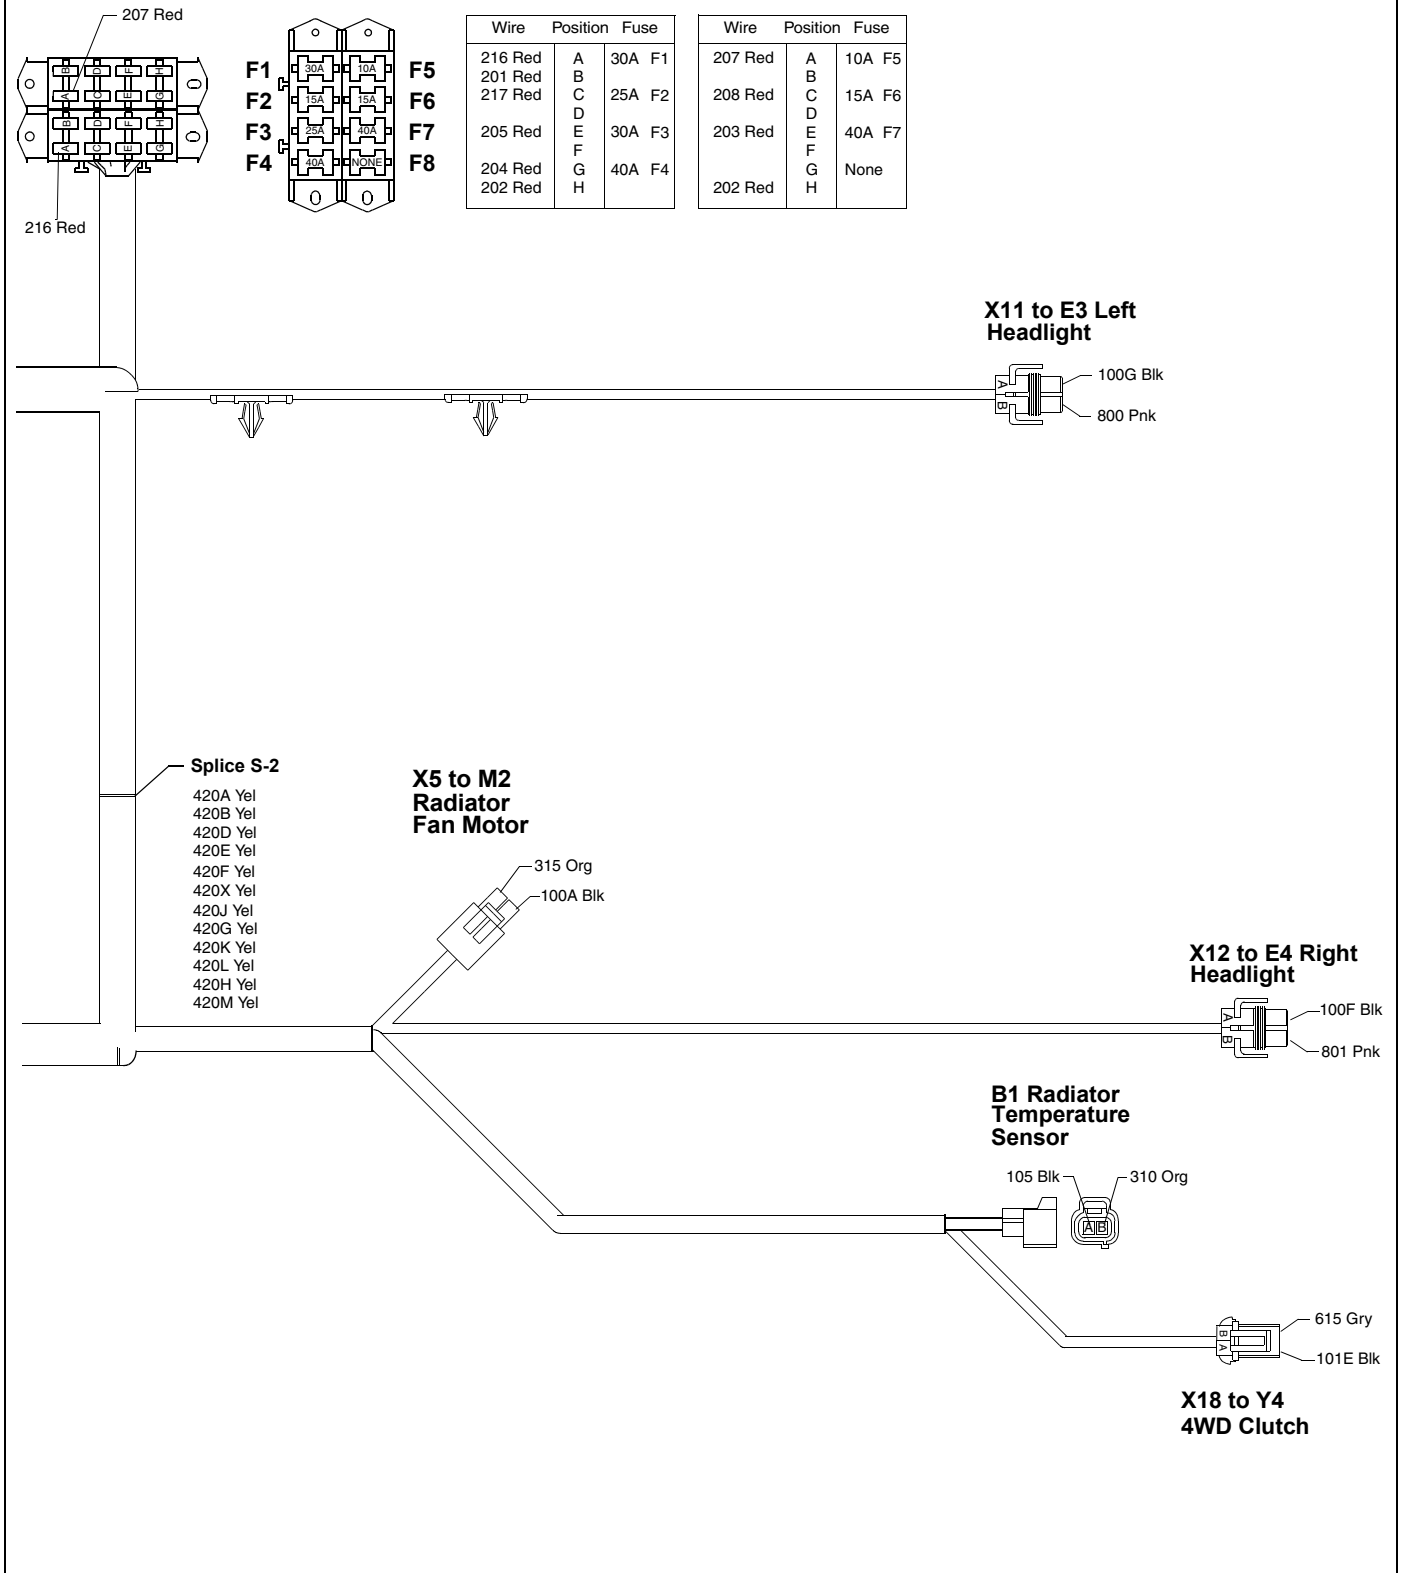 207 Red
B D F H
A C E G
B D F H
A C E G
216 Red
F1 30A 10A F5
F2 15A 15A F6
F3 25A 40A F7
F4 40A NONE F8
Wire Position Fuse
216 Red A 30A F1
201 Red B
217 Red C 25A F2
D
205 Red E 30A F3
F
204 Red G 40A F4
202 Red H
Wire Position Fuse
207 Red A 10A F5
B
208 Red C 15A F6
D
203 Red E 40A F7
F
G None
202 Red H
X11 to E3 Left
Headlight
A
B
100G Blk
800 Pnk
Splice S-2
420A Yel
420B Yel
420D Yel
420E Yel
420F Yel
420X Yel
420J Yel
420G Yel
420K Yel
420L Yel
420H Yel
420M Yel
X5 to M2
Radiator
Fan Motor
315 Org
100A Blk
X12 to E4 Right
Headlight
A
B
100F Blk
801 Pnk
B1 Radiator
Temperature
Sensor
105 Blk
310 Org
A B
B
A
615 Gry
101E Blk
X18 to Y4
4WD Clutch